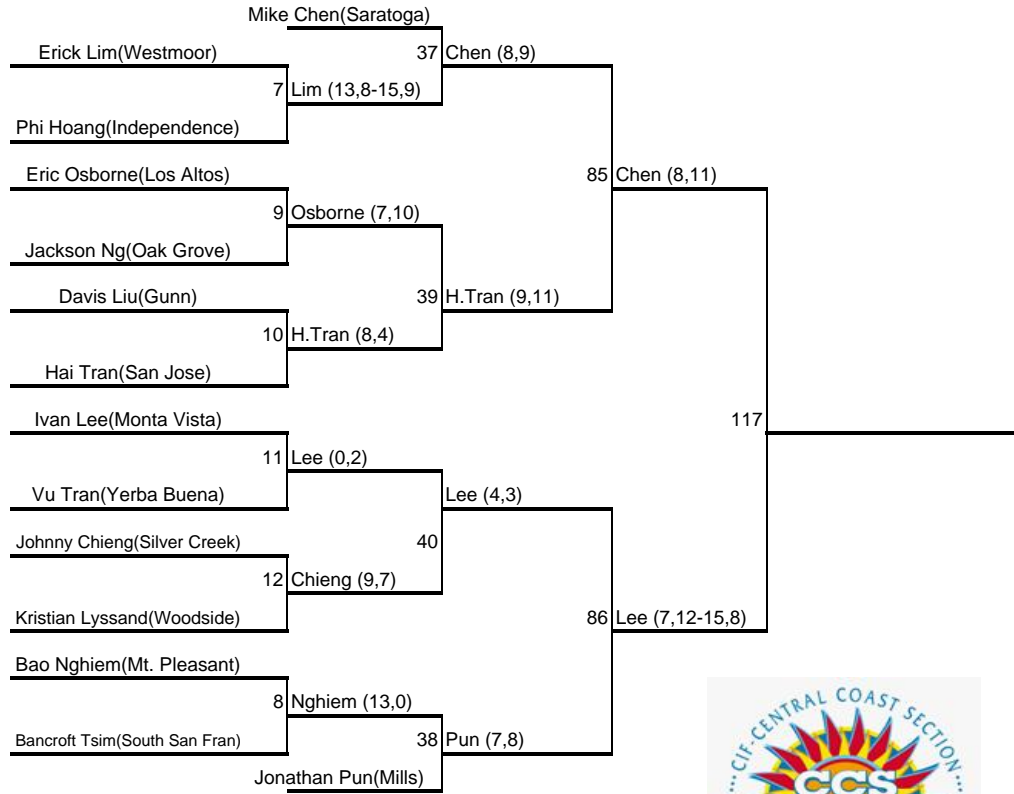 Mike Chen(Saratoga)
Erick Lim(Westmoor)
37 Chen (8,9)
7 Lim (13,8-15,9)
Phi Hoang(Independence)
Eric Osborne(Los Altos)
85 Chen (8,11)
9 Osborne (7,10)
Jackson Ng(Oak Grove)
Davis Liu(Gunn)
39 H.Tran (9,11)
10 H.Tran (8,4)
Hai Tran(San Jose)
Ivan Lee(Monta Vista)
117
11 Lee (0,2)
Vu Tran(Yerba Buena)
Lee (4,3)
Johnny Chieng(Silver Creek)
40
12 Chieng (9,7)
Kristian Lyssand(Woodside)
86 Lee (7,12-15,8)
Bao Nghiem(Mt. Pleasant)
8 Nghiem (13,0)
Bancroft Tsim(South San Fran)
38 Pun (7,8)
Jonathan Pun(Mills)
CIF-CENTRAL COAST SECTION
CCS